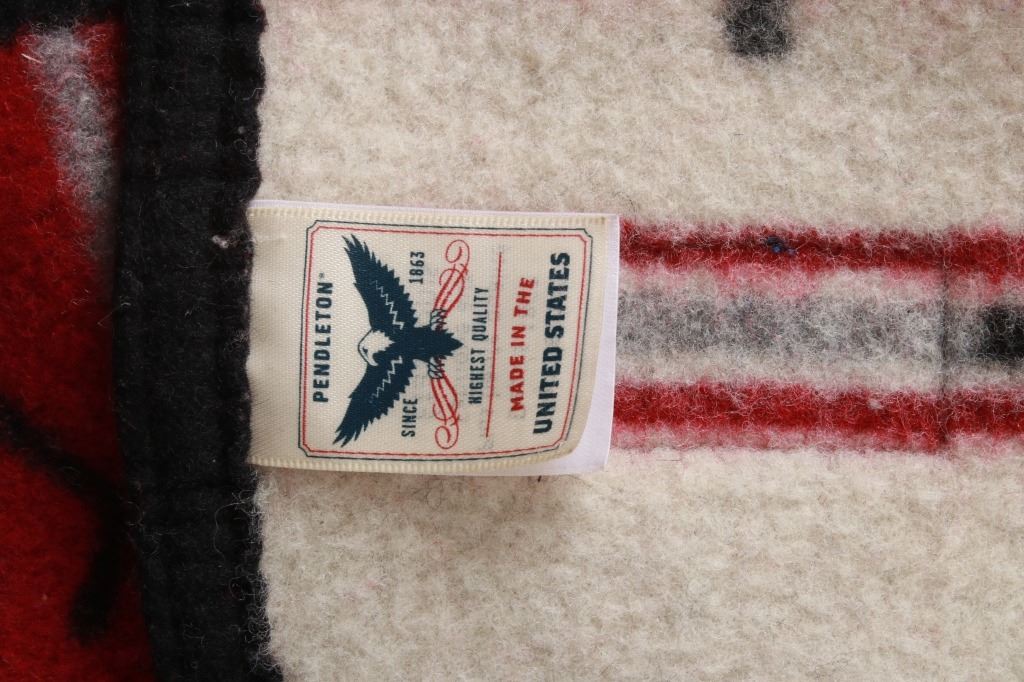 PENDLETON®
SINCE 1863
HIGHEST QUALITY
MADE IN THE
UNITED STATES